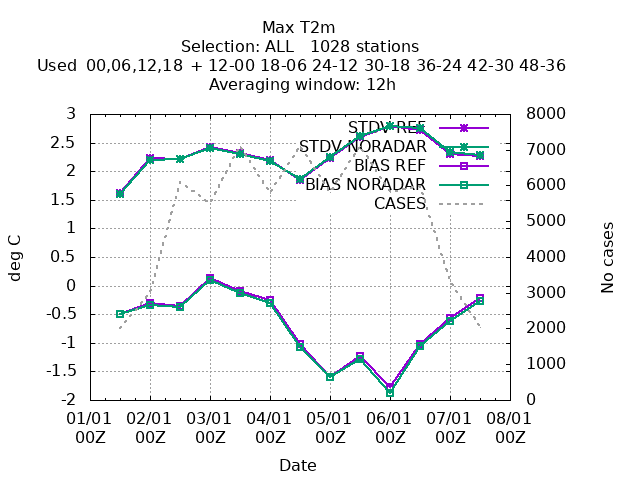 Max T2m
Selection: ALL   1028 stations
Used  00,06,12,18  + 12-00 18-06 24-12 30-18 36-24 42-30 48-36
Averaging window: 12h
3
2.5
2
1.5
1
0.5
0
-0.5
-1
-1.5
-2
deg C
8000
7000
6000
5000
4000
3000
2000
1000
0
No cases
STDV REF
STDV NORADAR
BIAS REF
BIAS NORADAR
CASES
01/01 02/01 03/01 04/01 05/01 06/01 07/01 08/01
00Z 00Z 00Z 00Z 00Z 00Z 00Z 00Z
Date